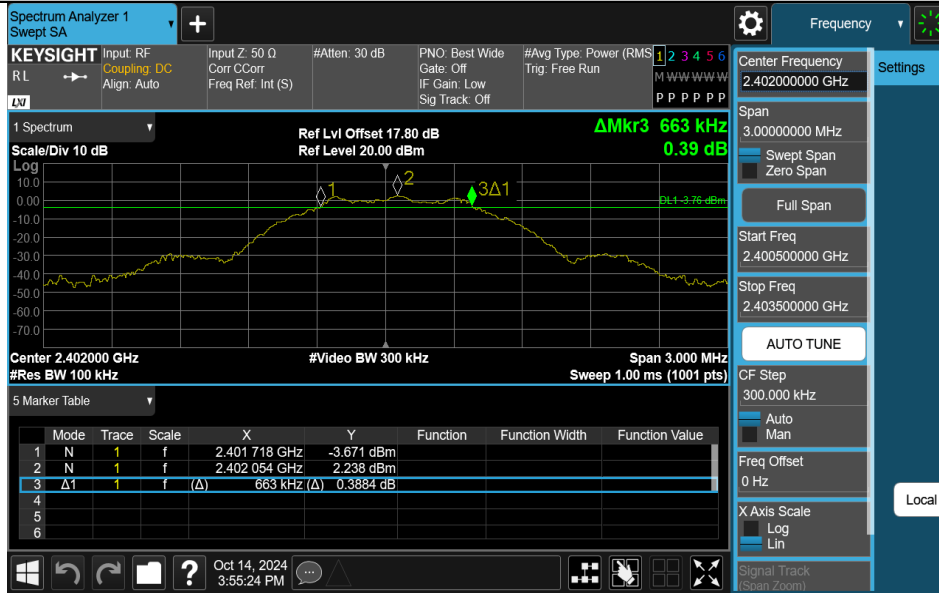 Spectrum Analyzer 1
Swept SA
+
Frequency
KEYSIGHT
RL
LXI
Input: RF
Coupling: DC
Align: Auto
Input Z: 50 Ω
Corr CCorr
Freq Ref: Int (S)
#Atten: 30 dB
PNO: Best Wide
Gate: Off
IF Gain: Low
Sig Track: Off
#Avg Type: Power (RMS
Trig: Free Run
1 2 3 4 5 6
M W W W W W
P P P P P P
1 Spectrum
Scale/Div 10 dB
Ref Lvl Offset 17.80 dB
Ref Level 20.00 dBm
ΔMkr3 663 kHz
0.39 dB
Log
10.0
0.00
-10.0
-20.0
-30.0
-40.0
-50.0
-60.0
-70.0
1
2
3Δ1
DL1 -3.76 dBm
Center 2.402000 GHz
#Video BW 300 kHz
Span 3.000 MHz
#Res BW 100 kHz
Sweep 1.00 ms (1001 pts)
5 Marker Table
Mode Trace Scale X Y Function Function Width Function Value
1 N 1 f 2.401 718 GHz -3.671 dBm
2 N 1 f 2.402 054 GHz 2.238 dBm
3 Δ1 1 f (Δ) 663 kHz (Δ) 0.3884 dB
4
5
6
?
Oct 14, 2024
3:55:24 PM
Center Frequency
2.402000000 GHz
Settings
Span
3.00000000 MHz
Swept Span
Zero Span
Full Span
Start Freq
2.400500000 GHz
Stop Freq
2.403500000 GHz
AUTO TUNE
CF Step
300.000 kHz
Auto
Man
Freq Offset
0 Hz
Local
X Axis Scale
Log
Lin
Signal Track
(Span Zoom)